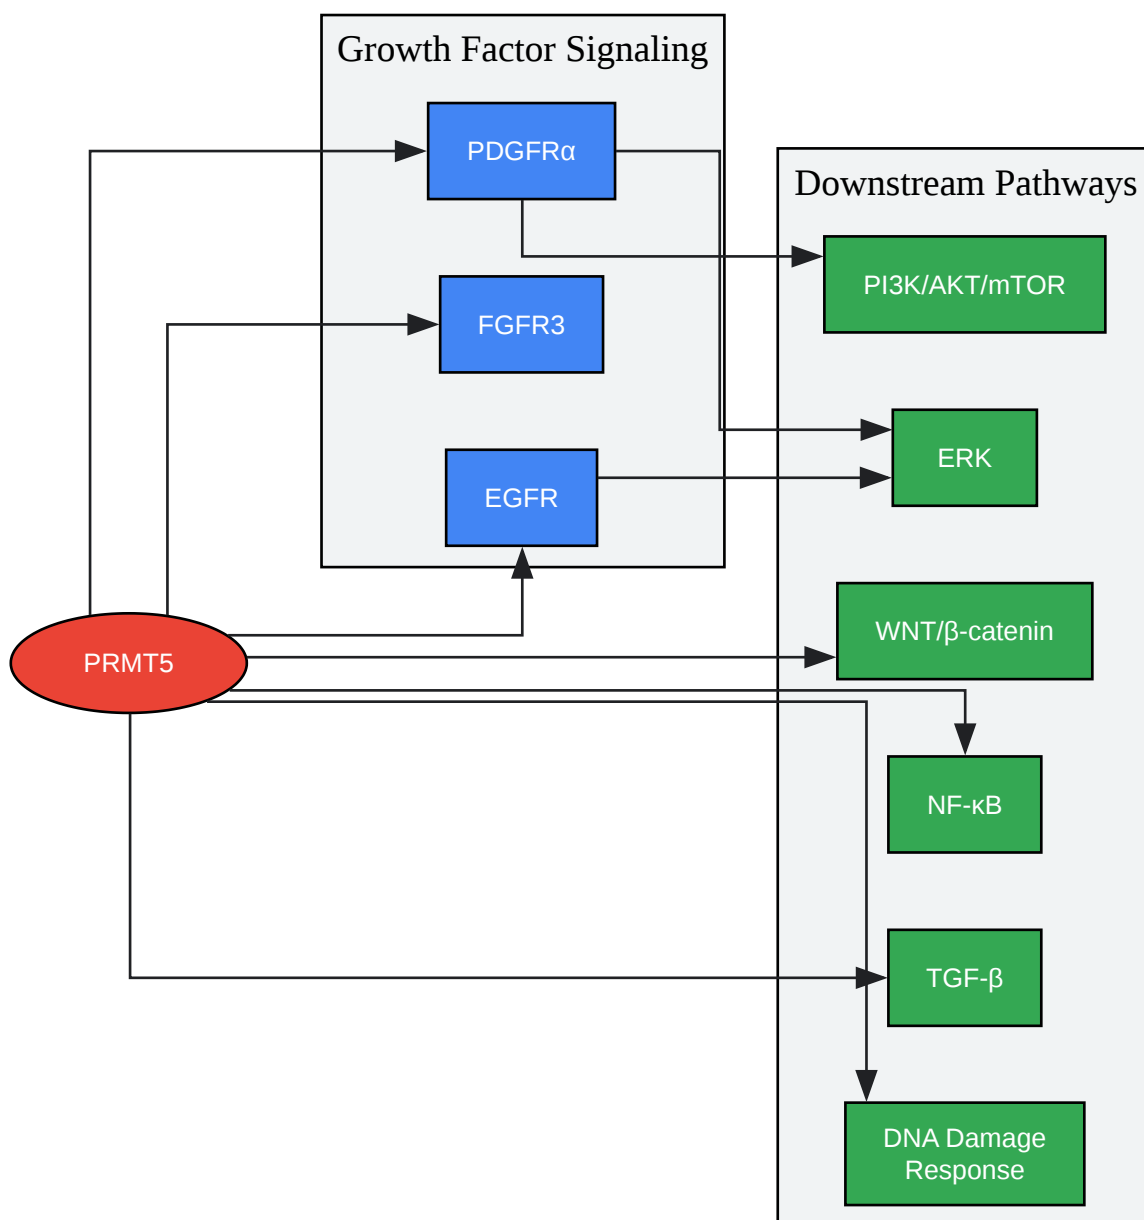 Growth Factor Signaling
PDGFRα
Downstream Pathways
PI3K/AKT/mTOR
FGFR3
ERK
EGFR
WNT/β-catenin
PRMT5
NF-κB
TGF-β
DNA Damage
Response